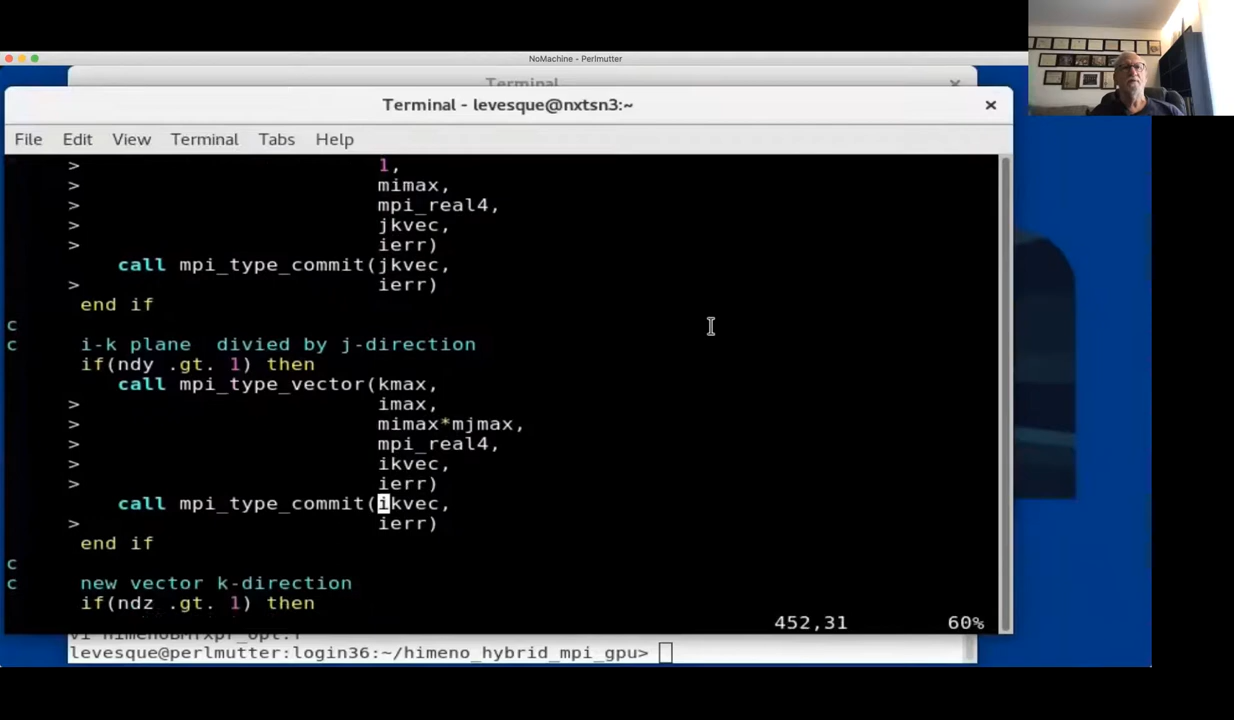 NoMachine - Perlmutter
Terminal
Terminal - levesque@nxtsn3:~
File Edit View Terminal Tabs Help
> 1,
> mimax,
> mpi_real4,
> jkvec,
> ierr)
call mpi_type_commit(jkvec,
> ierr)
end if
c
c i-k plane divied by j-direction
if(ndy .gt. 1) then
call mpi_type_vector(kmax,
> imax,
> mimax*mjmax,
> mpi_real4,
> ikvec,
> ierr)
call mpi_type_commit(ikvec,
> ierr)
end if
c
c new vector k-direction
if(ndz .gt. 1) then
452,31 60%
levesque@perlmutter:login36:~/himeno_hybrid_mpi_gpu>